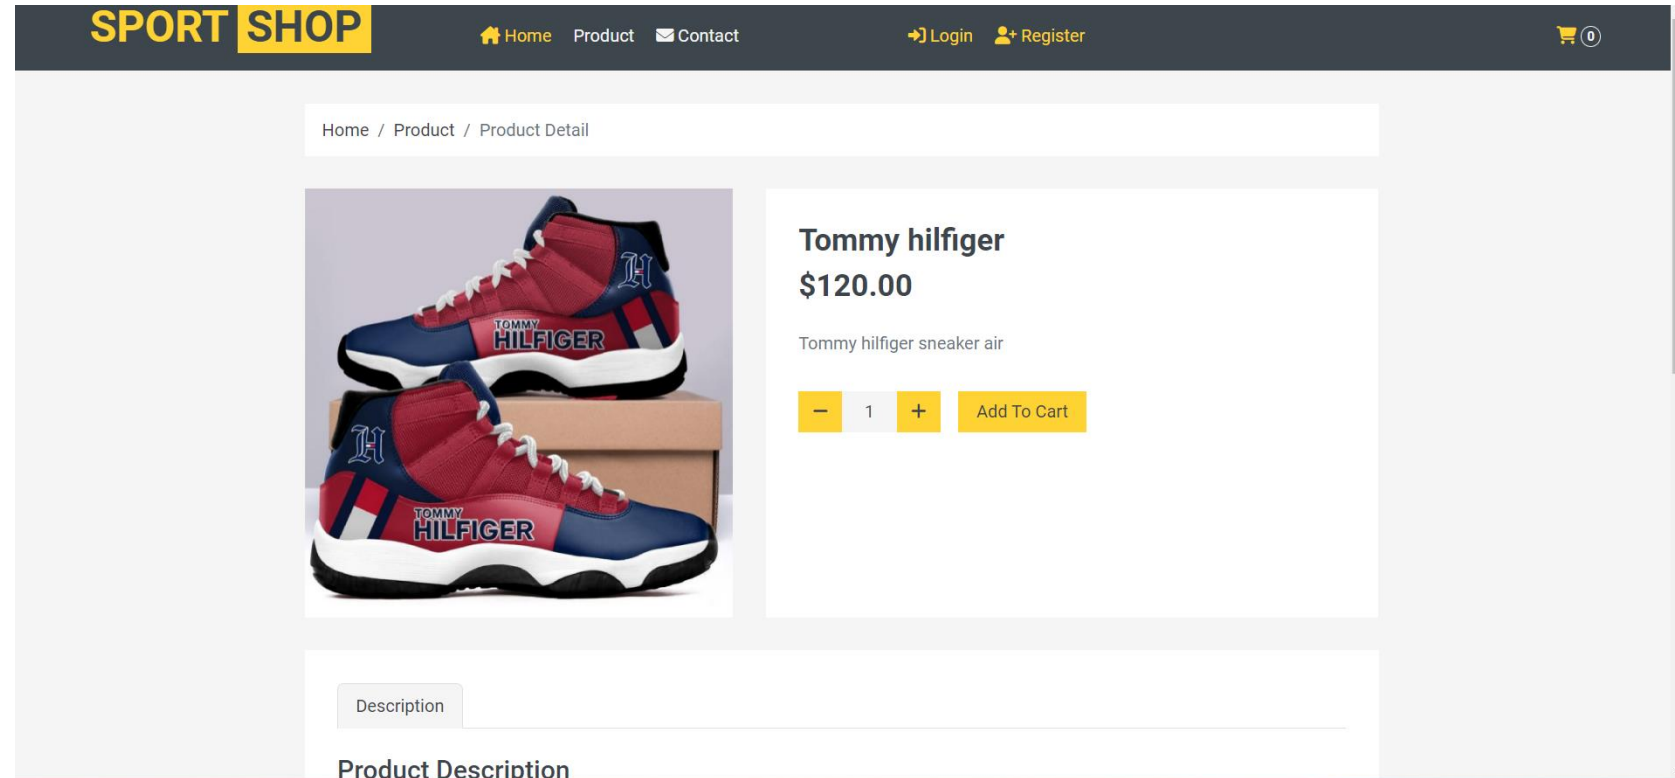 SPORT SHOP Home Product Contact Login + Register 0
Home / Product / Product Detail
Tommy hilfiger
$120.00
Tommy hilfiger sneaker air
− 1 + Add To Cart
H
TOMMY
HILFIGER
H
TOMMY
HILFIGER
Description
Product Description